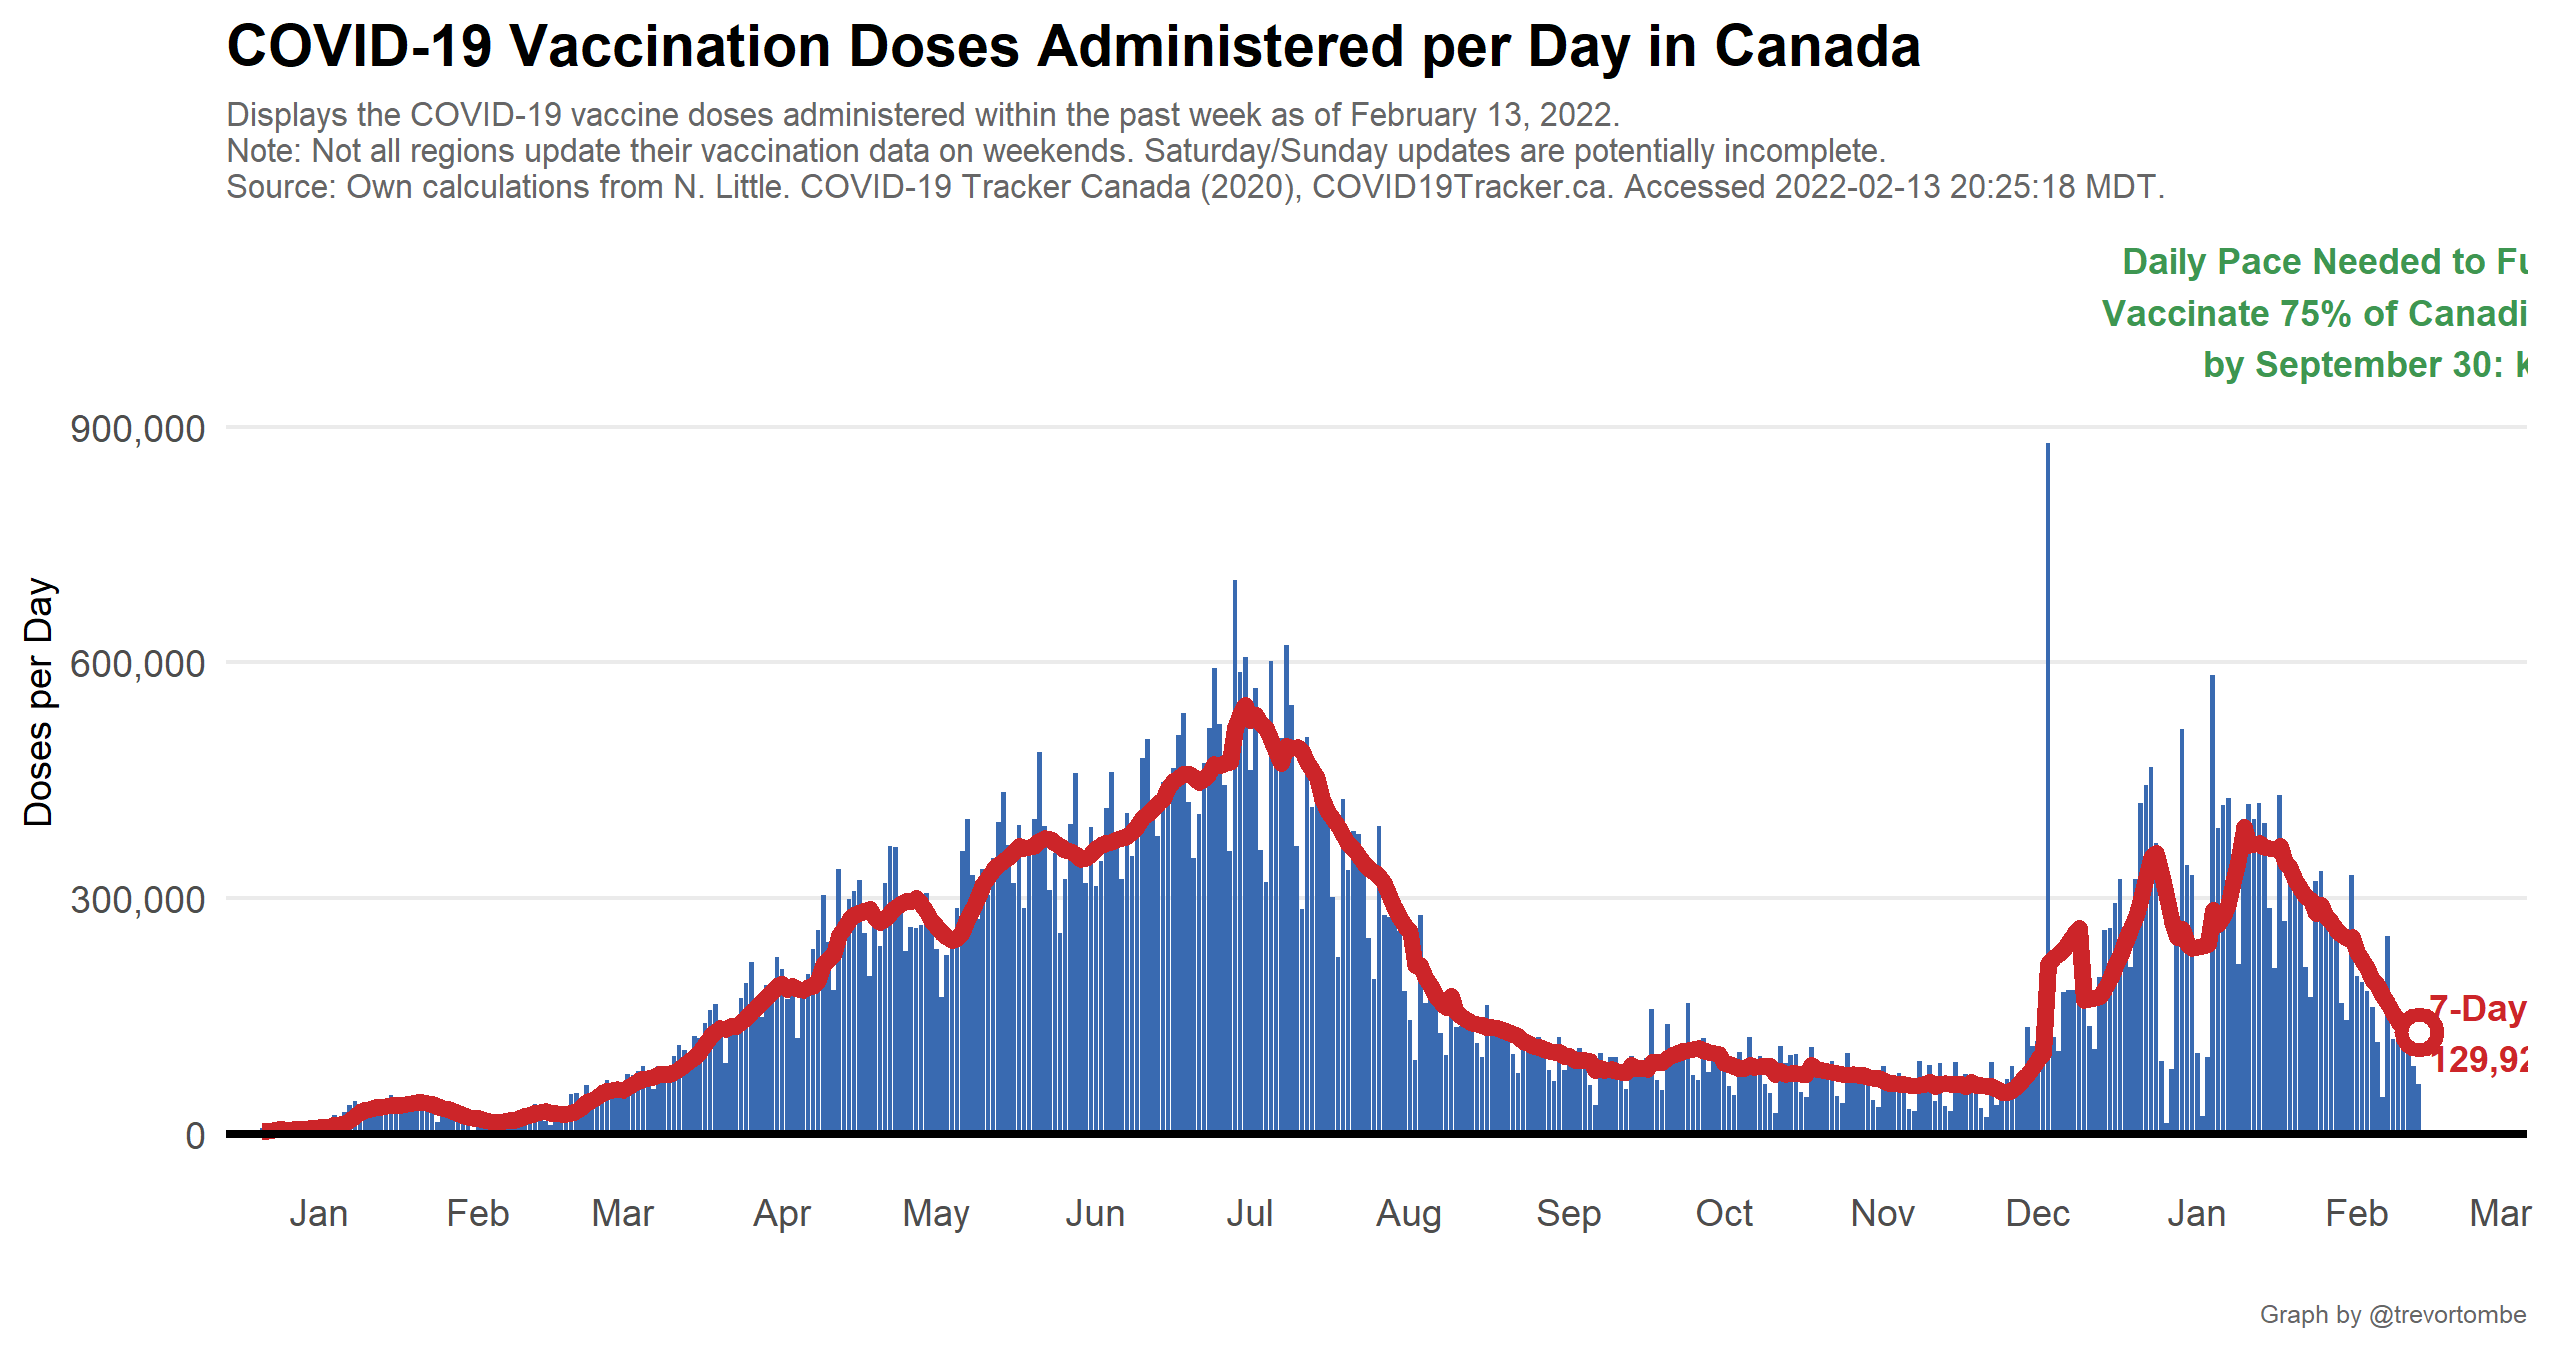 COVID-19 Vaccination Doses Administered per Day in Canada
Displays the COVID-19 vaccine doses administered within the past week as of February 13, 2022.
Note: Not all regions update their vaccination data on weekends. Saturday/Sunday updates are potentially incomplete.
Source: Own calculations from N. Little. COVID-19 Tracker Canada (2020), COVID19Tracker.ca. Accessed 2022-02-13 20:25:18 MDT.
Daily Pace Needed to
Vaccinate 75% of
by September 30:
900,000
600,000
300,000
0
Doses per Day
7-Day
129,92
Jan Feb Mar Apr May Jun Jul Aug Sep Oct Nov Dec Jan Feb Mar
Graph by @trevortombe